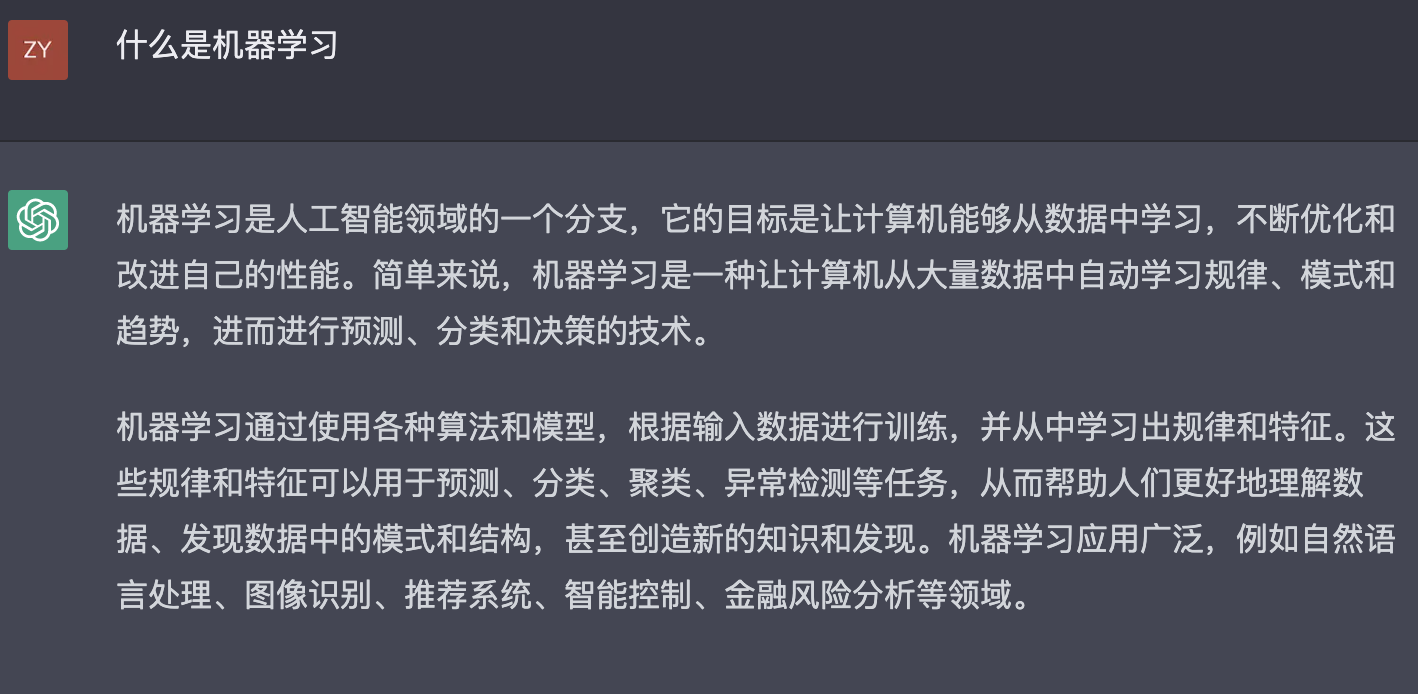 ZY
什么是机器学习
机器学习是人工智能领域的一个分支，它的目标是让计算机能够从数据中学习，不断优化和
改进自己的性能。简单来说，机器学习是一种让计算机从大量数据中自动学习规律、模式和
趋势，进而进行预测、分类和决策的技术。
机器学习通过使用各种算法和模型，根据输入数据进行训练，并从中学习出规律和特征。这
些规律和特征可以用于预测、分类、聚类、异常检测等任务，从而帮助人们更好地理解数
据、发现数据中的模式和结构，甚至创造新的知识和发现。机器学习应用广泛，例如自然语
言处理、图像识别、推荐系统、智能控制、金融风险分析等领域。